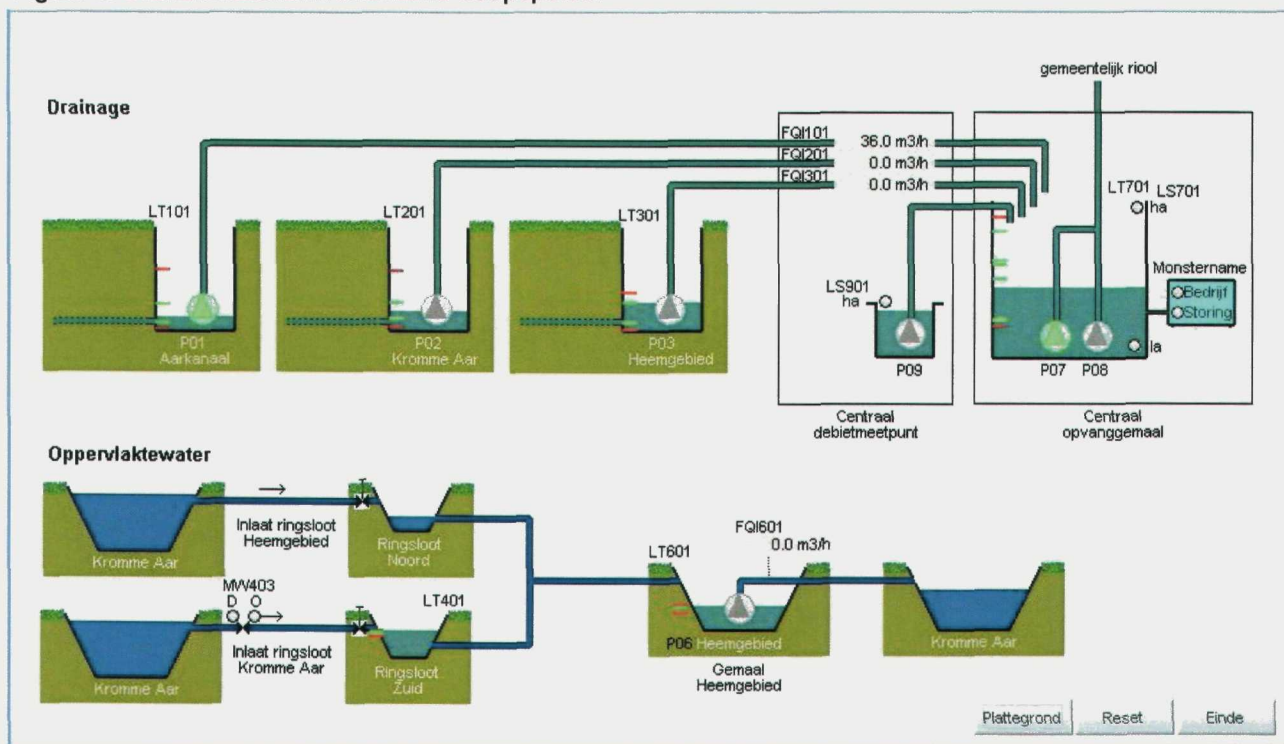 gemeentelijk riool
Drainage
FQI101 36.0 m3/h
FQI201 0.0 m3/h
FQI301 0.0 m3/h
LT101
LT201
LT301
LT701 LS701
ha
LS901
ha
Monstername
Bedrijf
Storing
la
P01
Aarkanaal
P02
Kromme Aar
P03
Heemgebied
P09
P07 P08
Centraal
debietmeetpunt
Centraal
opvanggemaal
Oppervlaktewater
Inlaat ringsloot
Heemgebied
Kromme Aar
Ringsloot
Noord
FQI601
0.0 m3/h
LT601
MW403
D O
LT401
Inlaat ringsloot
Kromme Aar
Kromme Aar
Ringsloot
Zuid
P06 Heemgebied
Gemaal
Heemgebied
Kromme Aar
Plattegrond Reset Einde